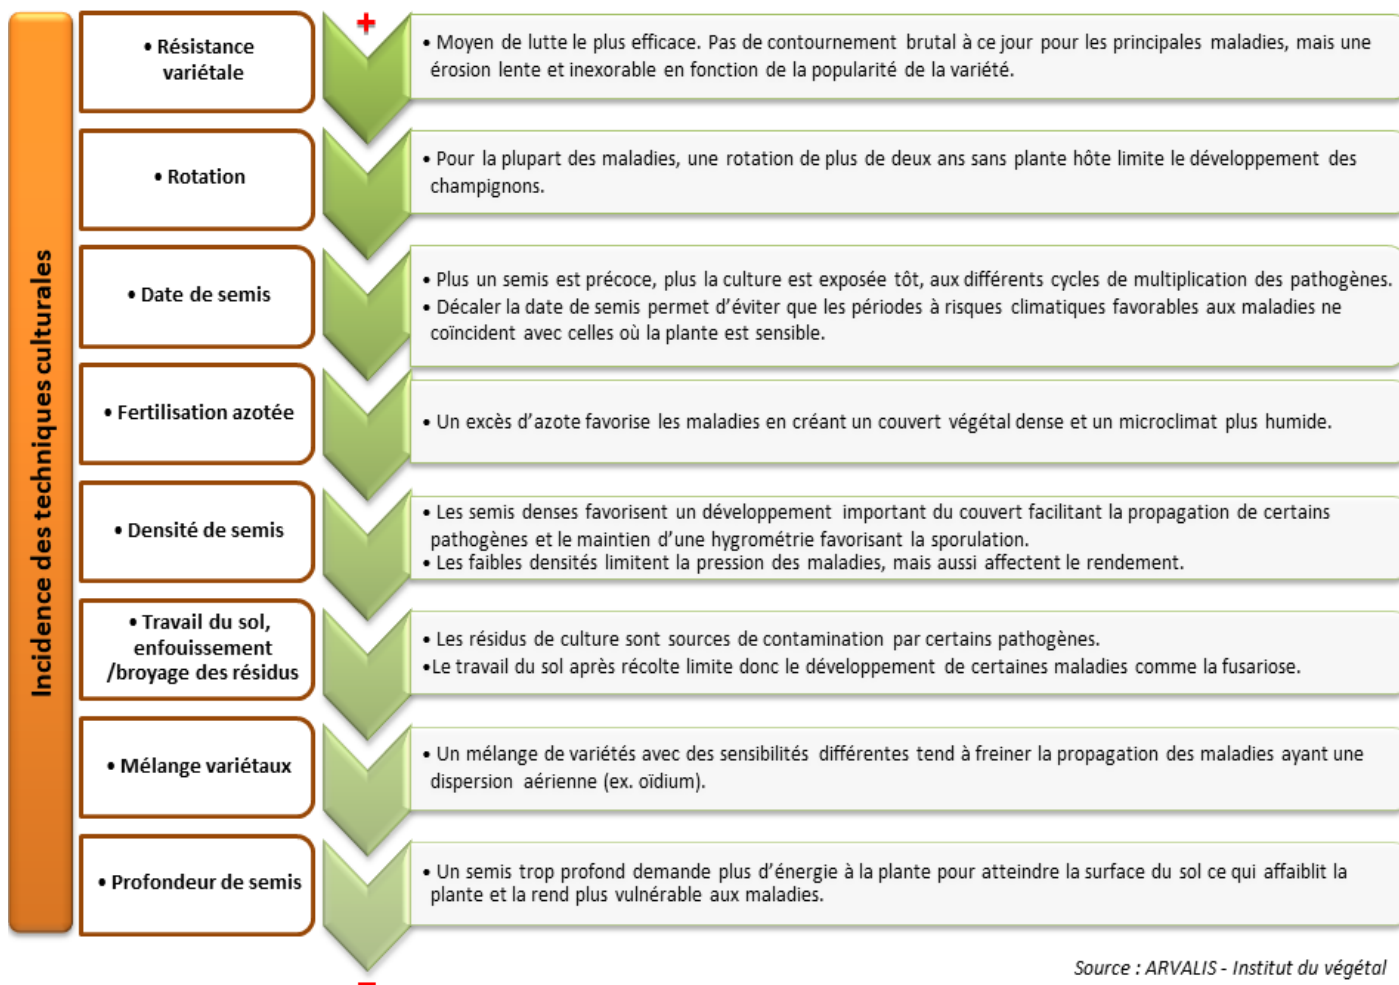 Incidence des techniques culturales
+
• Résistance
variétale
• Moyen de lutte le plus efficace. Pas de contournement brutal à ce jour pour les principales maladies, mais une
érosion lente et inexorable en fonction de la popularité de la variété.
• Rotation
• Pour la plupart des maladies, une rotation de plus de deux ans sans plante hôte limite le développement des
champignons.
• Date de semis
• Plus un semis est précoce, plus la culture est exposée tôt, aux différents cycles de multiplication des pathogènes.
• Décaler la date de semis permet d'éviter que les périodes à risques climatiques favorables aux maladies ne
coïncident avec celles où la plante est sensible.
• Fertilisation azotée
• Un excès d'azote favorise les maladies en créant un couvert végétal dense et un microclimat plus humide.
• Densité de semis
• Les semis denses favorisent un développement important du couvert facilitant la propagation de certains
pathogènes et le maintien d'une hygrométrie favorisant la sporulation.
• Les faibles densités limitent la pression des maladies, mais aussi affectent le rendement.
• Travail du sol,
enfouissement
/broyage des résidus
• Les résidus de culture sont sources de contamination par certains pathogènes.
•Le travail du sol après récolte limite donc le développement de certaines maladies comme la fusariose.
• Mélange variétaux
• Un mélange de variétés avec des sensibilités différentes tend à freiner la propagation des maladies ayant une
dispersion aérienne (ex. oïdium).
• Profondeur de semis
• Un semis trop profond demande plus d'énergie à la plante pour atteindre la surface du sol ce qui affaiblit la
plante et la rend plus vulnérable aux maladies.
–
Source : ARVALIS - Institut du végétal